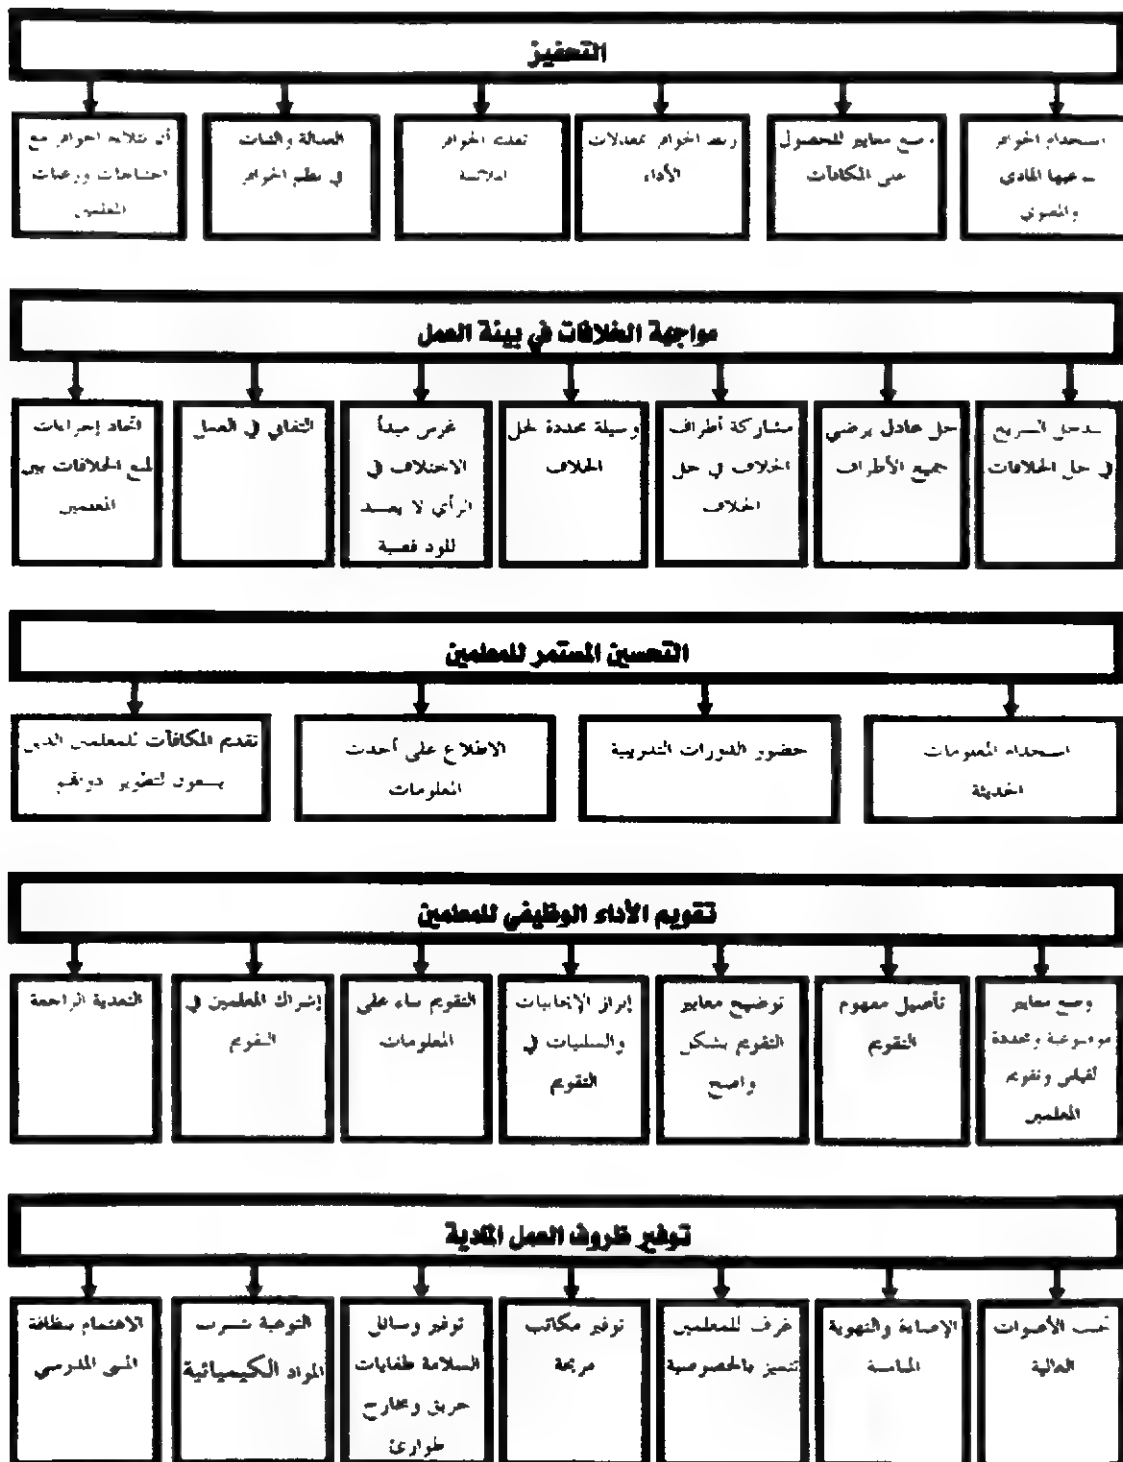 التحفيز
استخدام الحوافز
بنوعيها المادي
والمعنوي
وضع معايير للحصول
على المكافآت
ربط الحوافز بمعدلات
الأداء
الحوافز
العدالة والثبات
في نظم الحوافز
أن تتلاءم الحوافز مع
احتياجات ورغبات
المعلمين
مواجهة الخلافات في بيئة العمل
التدخل السريع
في حل الخلافات
حل عادل يرضي
جميع الأطراف
مشاركة أطراف
الخلاف في حل
الخلاف
وسيلة محددة لحل
الخلاف
غرس مبدأ
الاختلاف في
الرأي لا يفسد
للود قضية
التفاني في العمل
اتخاذ إجراءات
لمنع الخلافات بين
المعلمين
التحسين المستمر للمعلمين
استخدام المعلومات
الحديثة
حضور الدورات التدريبية
الاطلاع على أحدث
المعلومات
تقديم المكافآت للمعلمين الذين
يسعون لتطوير ذواتهم
تقويم الأداء الوظيفي للمعلمين
وضع معايير
موضوعية ومحددة
لقياس وتقويم
المعلمين
تأصيل مفهوم
التقويم
توضيح معايير
التقويم بشكل
واضح
إبراز الإيجابيات
والسلبيات في
التقويم
التقويم بناء على
المعلومات
إشراك المعلمين في
التقويم
التغذية الراجعة
توفير ظروف العمل المادية
تجنب الأصوات
العالية
الإضاءة والتهوية
المناسبة
غرف للمعلمين
تتميز بالخصوصية
توفير مكاتب
مريحة
توفير وسائل
السلامة طفايات
حريق ومخارج
طوارئ
التوعية
المواد الكيميائية
الاهتمام بنظافة
المبنى المدرسي